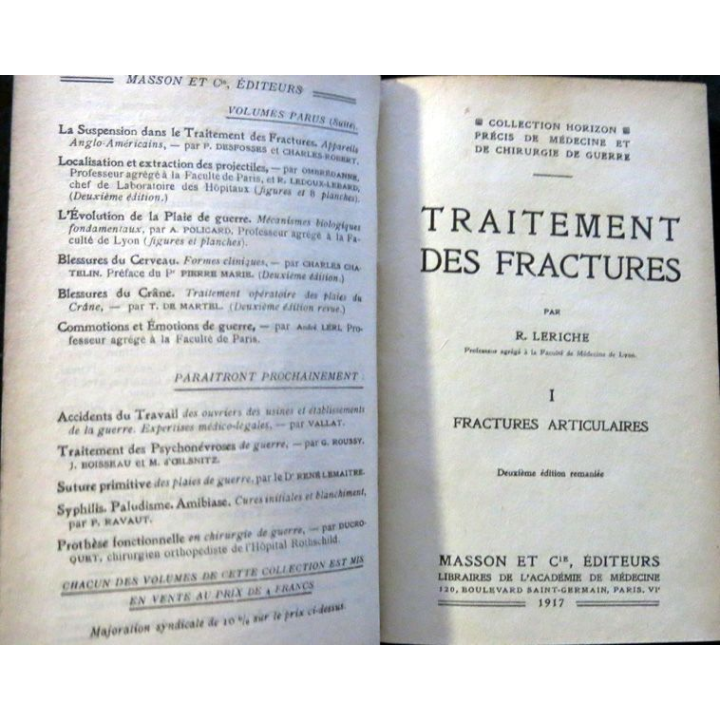 MASSON ET Cie, ÉDITEURS
VOLUMES PARUS (Suite).
La Suspension dans le Traitement des Fractures. Appareils
Anglo-Américains, — par P. DESFOSSES et CHARLES-ROBERT.
Localisation et extraction des projectiles, — par OMBRÉDANNE,
Professeur agrégé à la Faculté de Paris, et R. LEDOUX-LEBARD,
chef de Laboratoire des Hôpitaux (figures et 8 planches).
(Deuxième édition.)
L'Évolution de la Plaie de guerre. Mécanismes biologiques
fondamentaux, par A. POLICARD, Professeur agrégé à la Fa-
culté de Lyon (figures et planches).
Blessures du Cerveau. Formes cliniques, — par CHARLES CHA-
TELIN. Préface du Pr PIERRE MARIE. (Deuxième édition.)
Blessures du Crâne. Traitement opératoire des plaies du
Crâne, — par T. DE MARTEL. (Deuxième édition revue.)
Commotions et Émotions de guerre, — par André LERI, Pro-
fesseur agrégé à la Faculté de Paris.
PARAITRONT PROCHAINEMENT :
Accidents du Travail des ouvriers des usines et établissements
de la guerre. Expertises médico-légales, — par VALLAT.
Traitement des Psychonévroses de guerre, — par G. ROUSSY,
J. BOISSEAU et M. d'ŒLSNITZ.
Suture primitive des plaies de guerre, par le Dr RENÉ LEMAITRE.
Syphilis. Paludisme. Amibiase. Cures initiales et blanchiment,
par P. RAVAUT.
Prothèse fonctionnelle en chirurgie de guerre, — par DUCRO-
QUET, chirurgien orthopédiste de l'Hôpital Rothschild.
CHACUN DES VOLUMES DE CETTE COLLECTION EST MIS
EN VENTE AU PRIX DE 4 FRANCS
Majoration syndicale de 10 % sur le prix ci-dessus.
COLLECTION HORIZON
PRÉCIS DE MÉDECINE ET
DE CHIRURGIE DE GUERRE
TRAITEMENT
DES FRACTURES
PAR
R. LERICHE
Professeur agrégé à la Faculté de Médecine de Lyon.
I
FRACTURES ARTICULAIRES
Deuxième édition remaniée
MASSON ET Cie, ÉDITEURS
LIBRAIRES DE L'ACADÉMIE DE MÉDECINE
120, BOULEVARD SAINT-GERMAIN, PARIS, VIe
1917